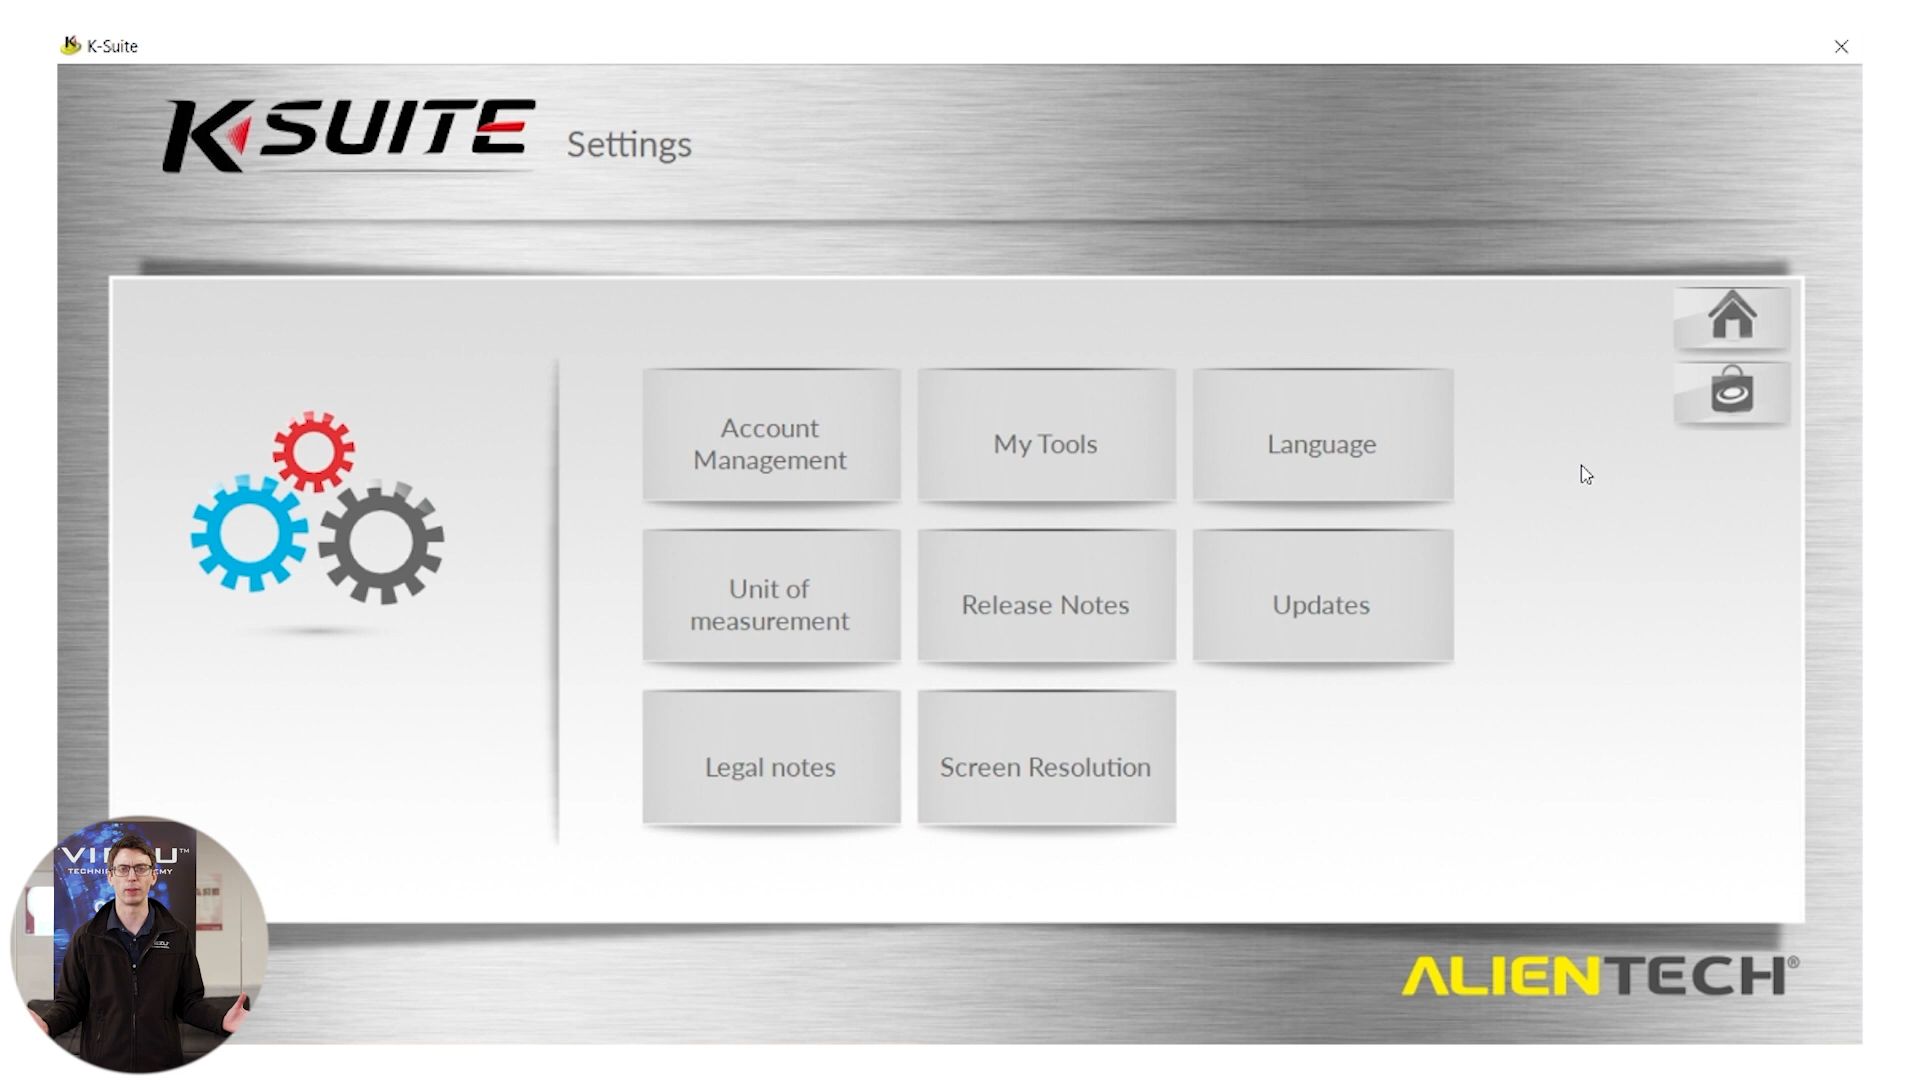 K-Suite
KSUITE
Settings
Account
Management
My Tools
Language
Unit of
measurement
Release Notes
Updates
Legal notes
Screen Resolution
ALIENTECH®